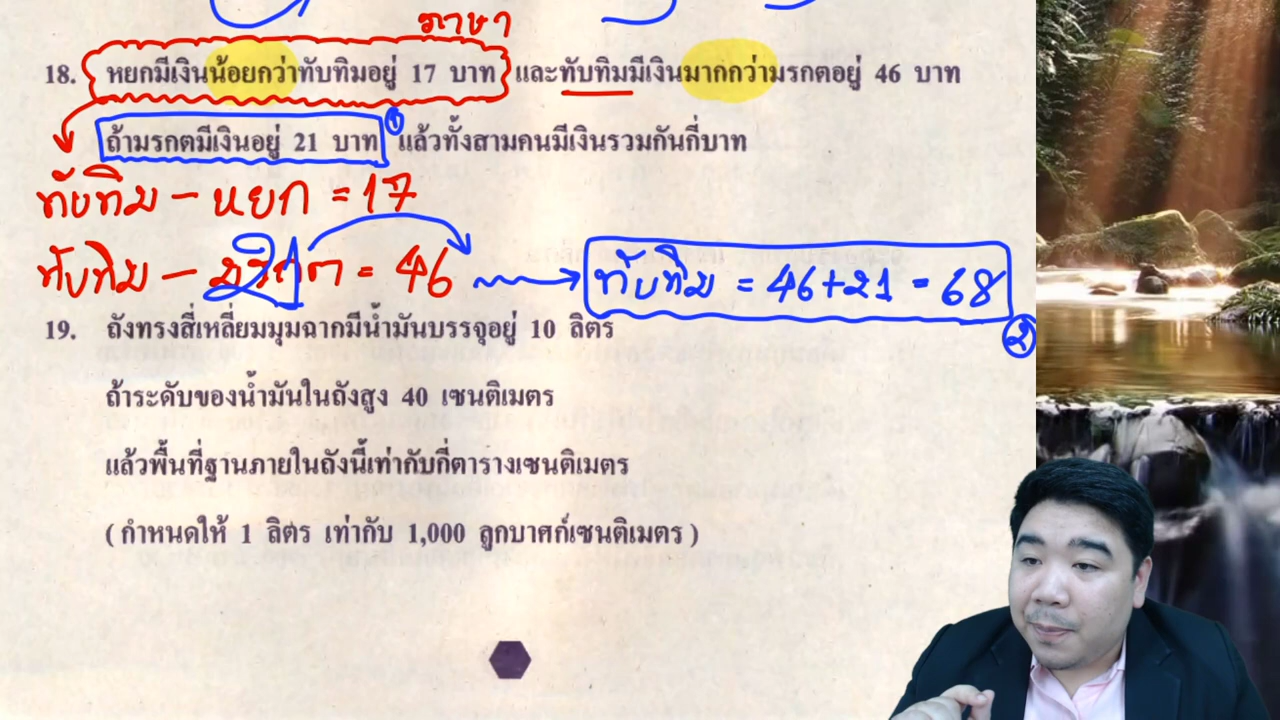 ภาษา
18. หยกมีเงินน้อยกว่าทับทิมอยู่ 17 บาท และทับทิมมีเงินมากกว่ามรกตอยู่ 46 บาท
ถ้ามรกตมีเงินอยู่ 21 บาท ① แล้วทั้งสามคนมีเงินรวมกันกี่บาท
ทับทิม - หยก = 17
ทับทิม - มรกต = 46
21
ทับทิม = 46+21 = 68
②
19. ถังทรงสี่เหลี่ยมมุมฉากมีน้ำมันบรรจุอยู่ 10 ลิตร
ถ้าระดับของน้ำมันในถังสูง 40 เซนติเมตร
แล้วพื้นที่ฐานภายในถังนี้เท่ากับกี่ตารางเซนติเมตร
( กำหนดให้ 1 ลิตร เท่ากับ 1,000 ลูกบาศก์เซนติเมตร )